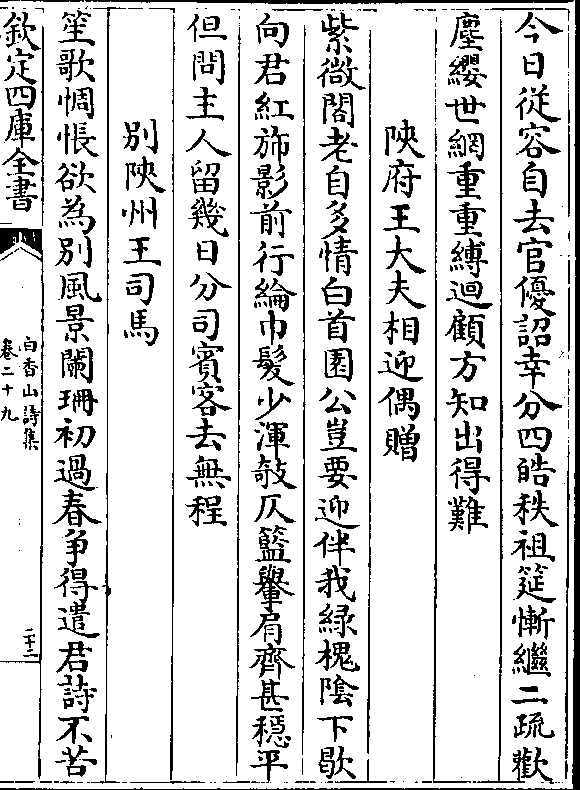 今日從容自去官優詔幸分四皓秩祖筵慚繼二疏歡
塵纓世網重重縛迴顧方知出得難
陜府王大夫相迎偶贈
紫微閣老自多情白首園公豈要迎伴我緑槐陰下歇
向君紅斾影前行綸巾髮少渾欹仄籃轝肩齊甚穩平
但問主人留幾日分司賓客去無程
別陜州王司馬
笙歌惆悵欲為別風景闌珊初過春爭得遣君詩不苦
欽定四庫全書
白香山詩集
卷二十九
二十二